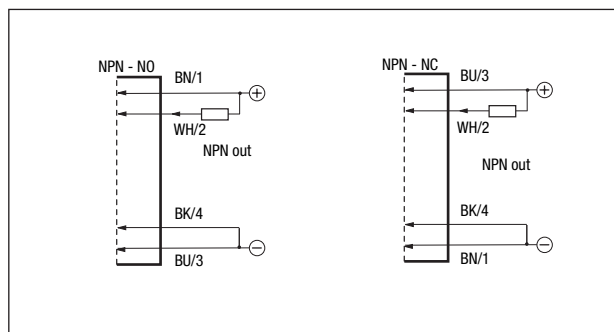 NPN - NO
BN/1
+
WH/2
NPN out
BK/4
−
BU/3
NPN - NC
BU/3
+
WH/2
NPN out
BK/4
−
BN/1